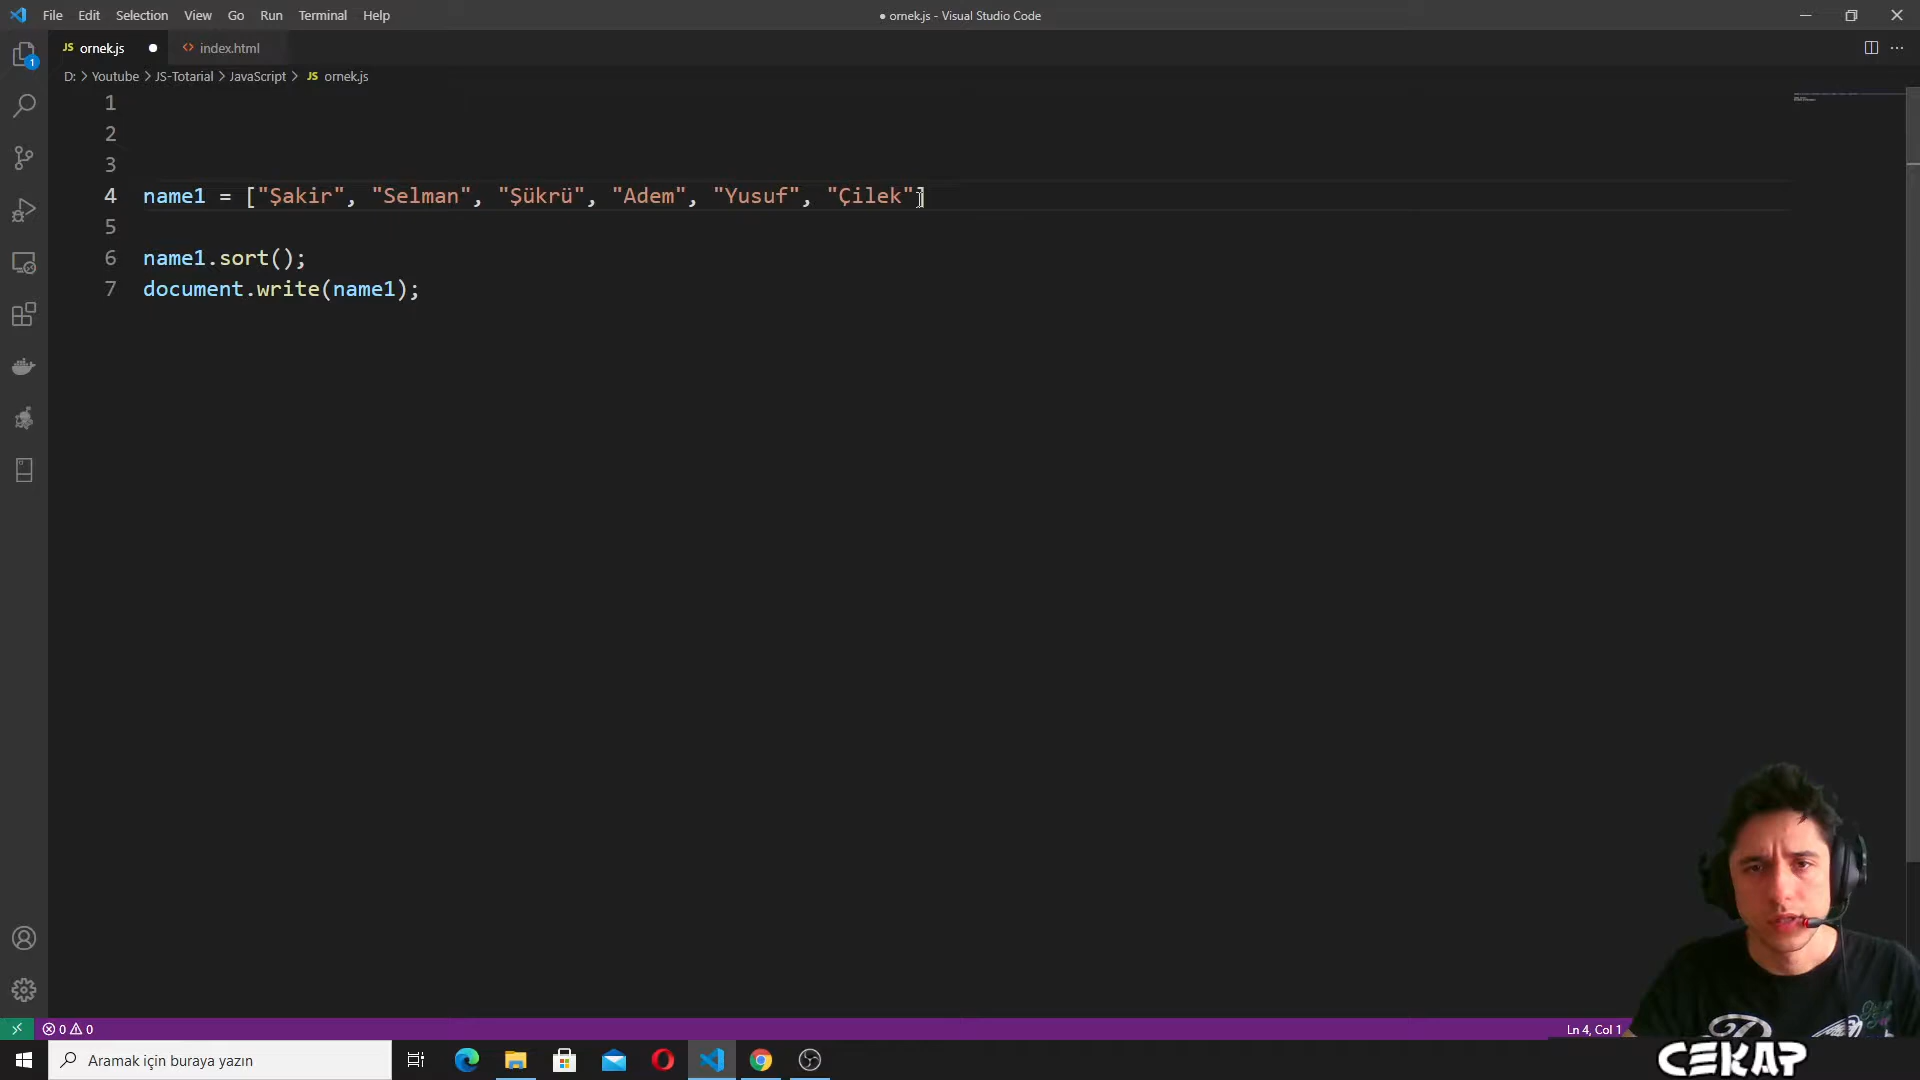 File Edit Selection View Go Run Terminal Help
● ornek.js - Visual Studio Code
JS ornek.js ● <> index.html
D: > Youtube > JS-Totarial > JavaScript > JS ornek.js
1
1
2
3
4 name1 = ["Şakir", "Selman", "Şükrü", "Adem", "Yusuf", "Çilek"]
5
6 name1.sort();
7 document.write(name1);
0 0
Ln 4, Col 1
Aramak için buraya yazın
CEKAP